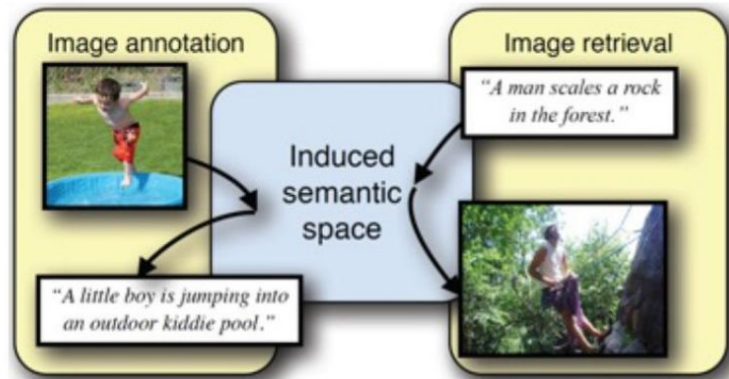 Image annotation
Image retrieval
"A man scales a rock
in the forest."
Induced
semantic
space
"A little boy is jumping into
an outdoor kiddie pool."